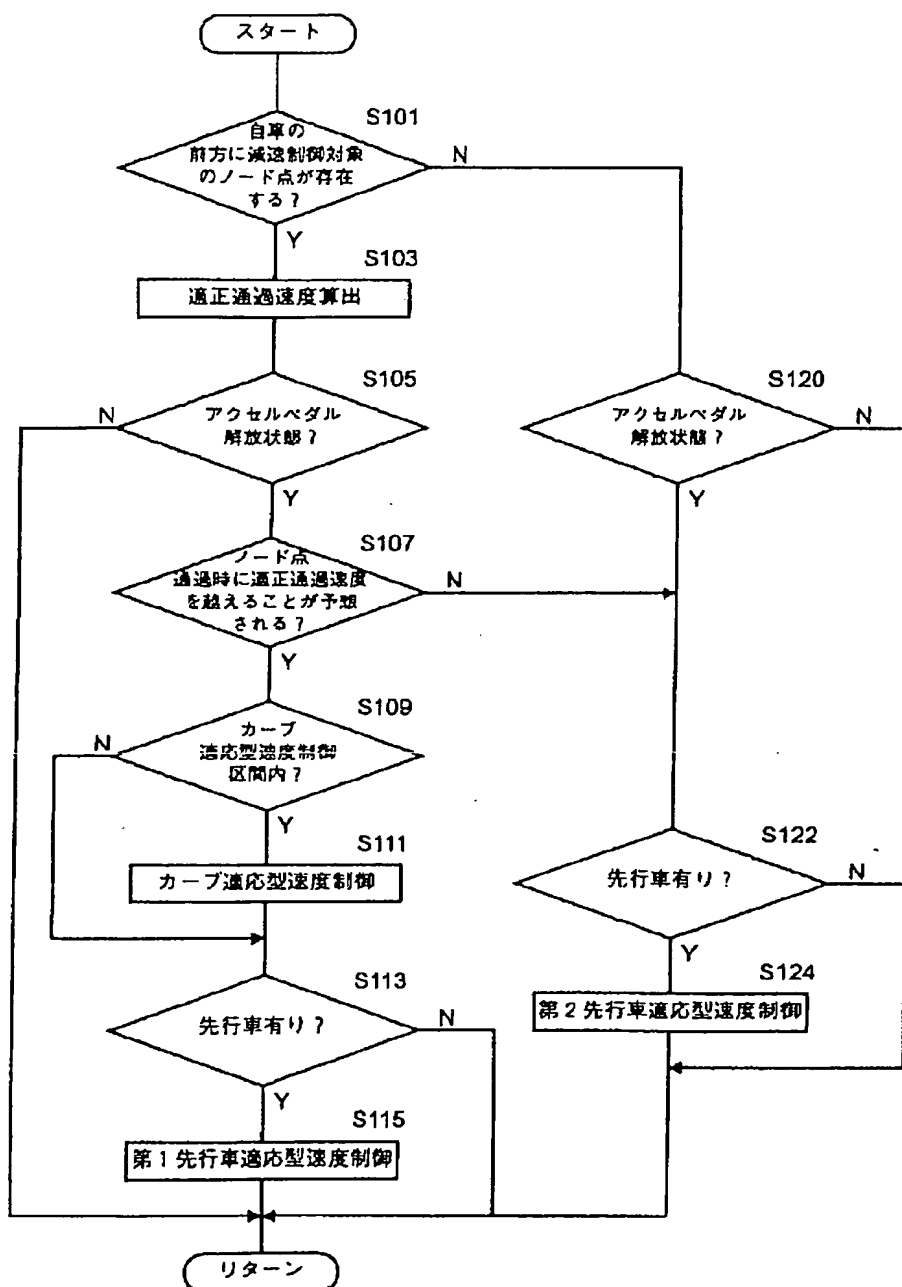 スタート
S101
自車の
前方に減速制御対象
のノード点が存在
する?
N
Y
S103
適正通過速度算出
S105
アクセルペダル
解放状態?
N
Y
S120
アクセルペダル
解放状態?
N
Y
S107
ノード点
通過時に適正通過速度
を越えることが予想
される?
N
Y
S109
カーブ
適応型速度制御
区間内?
N
Y
S111
カーブ適応型速度制御
S122
先行車有り?
N
Y
S124
第2先行車適応型速度制御
S113
先行車有り?
N
Y
S115
第1先行車適応型速度制御
リターン